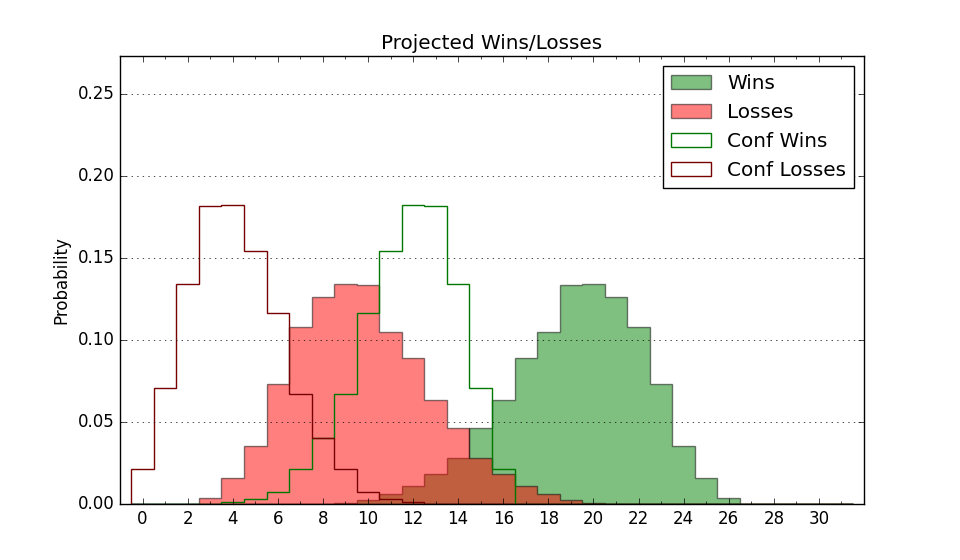 Projected Wins/Losses
Wins
Losses
Conf Wins
Conf Losses
Probability
0.25
0.20
0.15
0.10
0.05
0.00
0 2 4 6 8 10 12 14 16 18 20 22 24 26 28 30